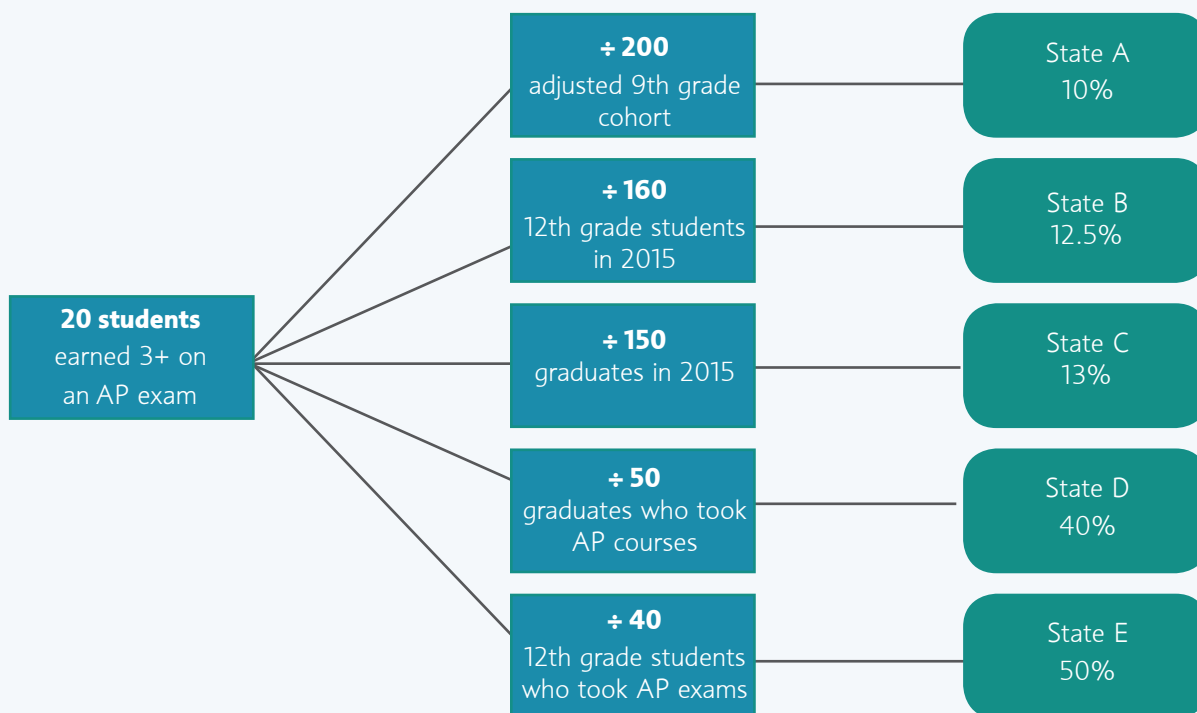 20 students
earned 3+ on
an AP exam
÷ 200
adjusted 9th grade
cohort
÷ 160
12th grade students
in 2015
÷ 150
graduates in 2015
÷ 50
graduates who took
AP courses
÷ 40
12th grade students
who took AP exams
State A
10%
State B
12.5%
State C
13%
State D
40%
State E
50%